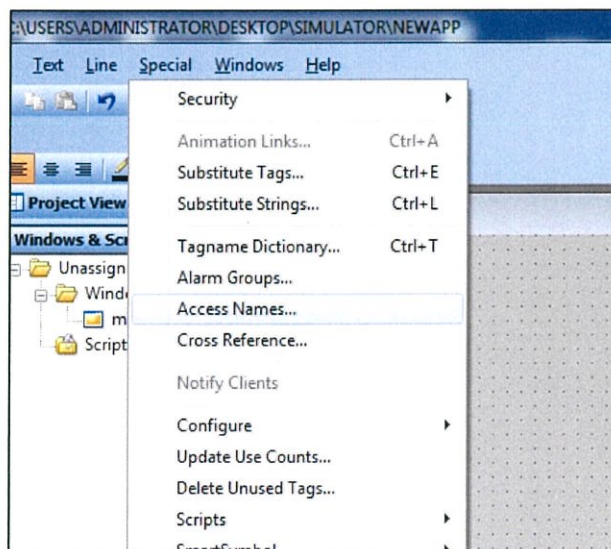 :\USERS\ADMINISTRATOR\DESKTOP\SIMULATOR\NEWAPP
Text Line Special Windows Help
Security
Animation Links... Ctrl+A
Substitute Tags... Ctrl+E
Substitute Strings... Ctrl+L
Project View
Windows & Scr
Tagname Dictionary... Ctrl+T
Unassign
Alarm Groups...
Wind
Access Names...
m
Cross Reference...
Script
Notify Clients
Configure
Update Use Counts...
Delete Unused Tags...
Scripts
SmartSymbol